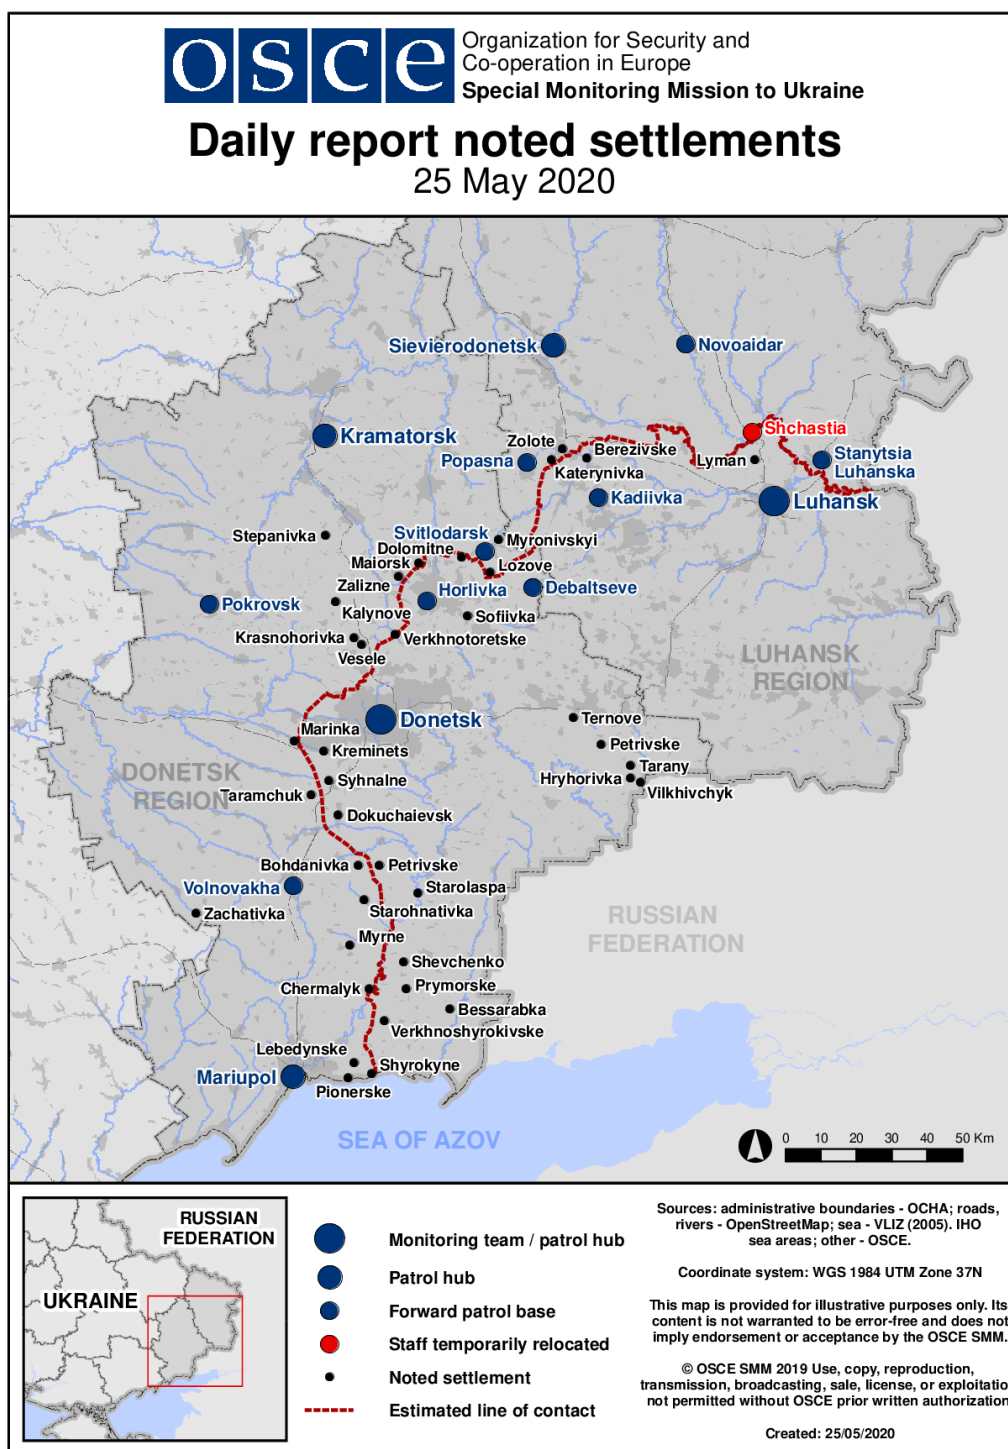 osce
Organization for Security and
Co-operation in Europe
Special Monitoring Mission to Ukraine
Daily report noted settlements
25 May 2020
Sievierodonetsk
Novoaidar
Shchastia
Kramatorsk
Zolote
Berezivske
Stanytsia
Luhanska
Popasna
Katerynivka
Lyman
Kadiivka
Luhansk
Stepanivka
Svitlodarsk
Myronivskyi
Dolomitne
Maiorsk
Lozove
Zalizne
Horlivka
Debaltseve
Pokrovsk
Kalynove
Sofiivka
Krasnohorivka
Verkhnotoretske
Vesele
LUHANSK
REGION
Donetsk
Ternove
Marinka
Kreminets
Petrivske
DONETSK
REGION
Syhnalne
Tarany
Hryhorivka
Taramchuk
Vilkhivchyk
Dokuchaievsk
Bohdanivka
Petrivske
Volnovakha
Starolaspa
Zachativka
Starohnativka
RUSSIAN
FEDERATION
Myrne
Shevchenko
Chermalyk
Prymorske
Bessarabka
Verkhnoshyrokivske
Lebedynske
Shyrokyne
Mariupol
Pionerske
SEA OF AZOV
0 10 20 30 40 50 Km
RUSSIAN
FEDERATION
UKRAINE
Monitoring team / patrol hub
Patrol hub
Forward patrol base
Staff temporarily relocated
Noted settlement
Estimated line of contact
Sources: administrative boundaries - OCHA; roads,
rivers - OpenStreetMap; sea - VLIZ (2005). IHO
sea areas; other - OSCE.
Coordinate system: WGS 1984 UTM Zone 37N
This map is provided for illustrative purposes only. Its
content is not warranted to be error-free and does not
imply endorsement or acceptance by the OSCE SMM.
© OSCE SMM 2019 Use, copy, reproduction,
transmission, broadcasting, sale, license, or exploitatio
not permitted without OSCE prior written authorization
Created: 25/05/2020